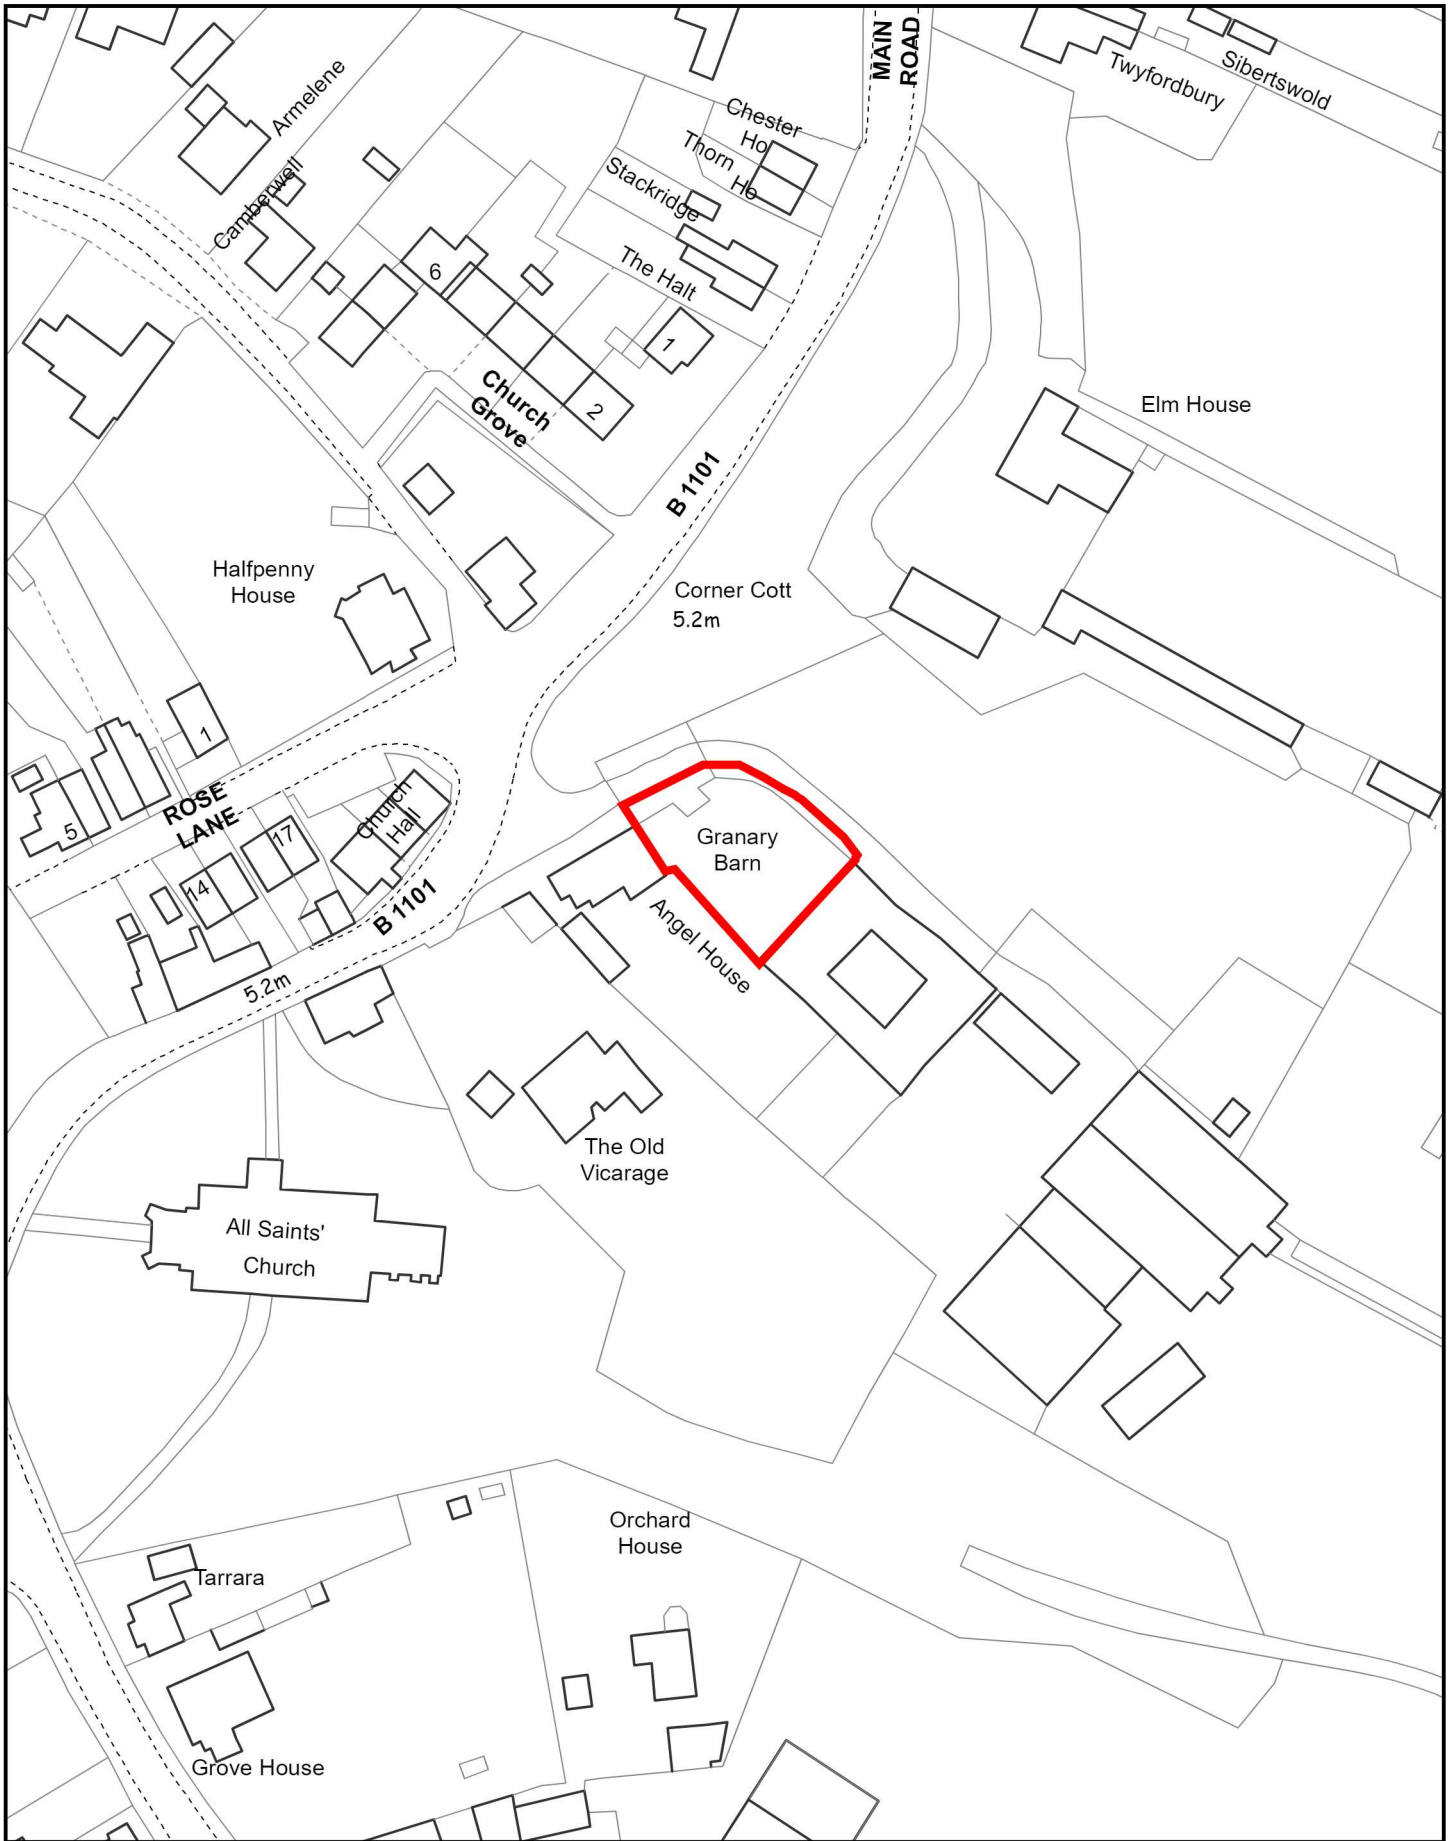 MAIN
ROAD
Twyfordbury
Sibertswold
Armelene
Camberwell
Chester
Ho
Thorn
Ho
Stackridge
The Halt
6
1
2
Church
Grove
Elm House
B 1101
Halfpenny
House
Corner Cott
5.2m
1
5
ROSE
LANE
17
14
Church
Hall
B 1101
Granary
Barn
Angel House
5.2m
The Old
Vicarage
All Saints'
Church
Orchard
House
Tarrara
Grove House